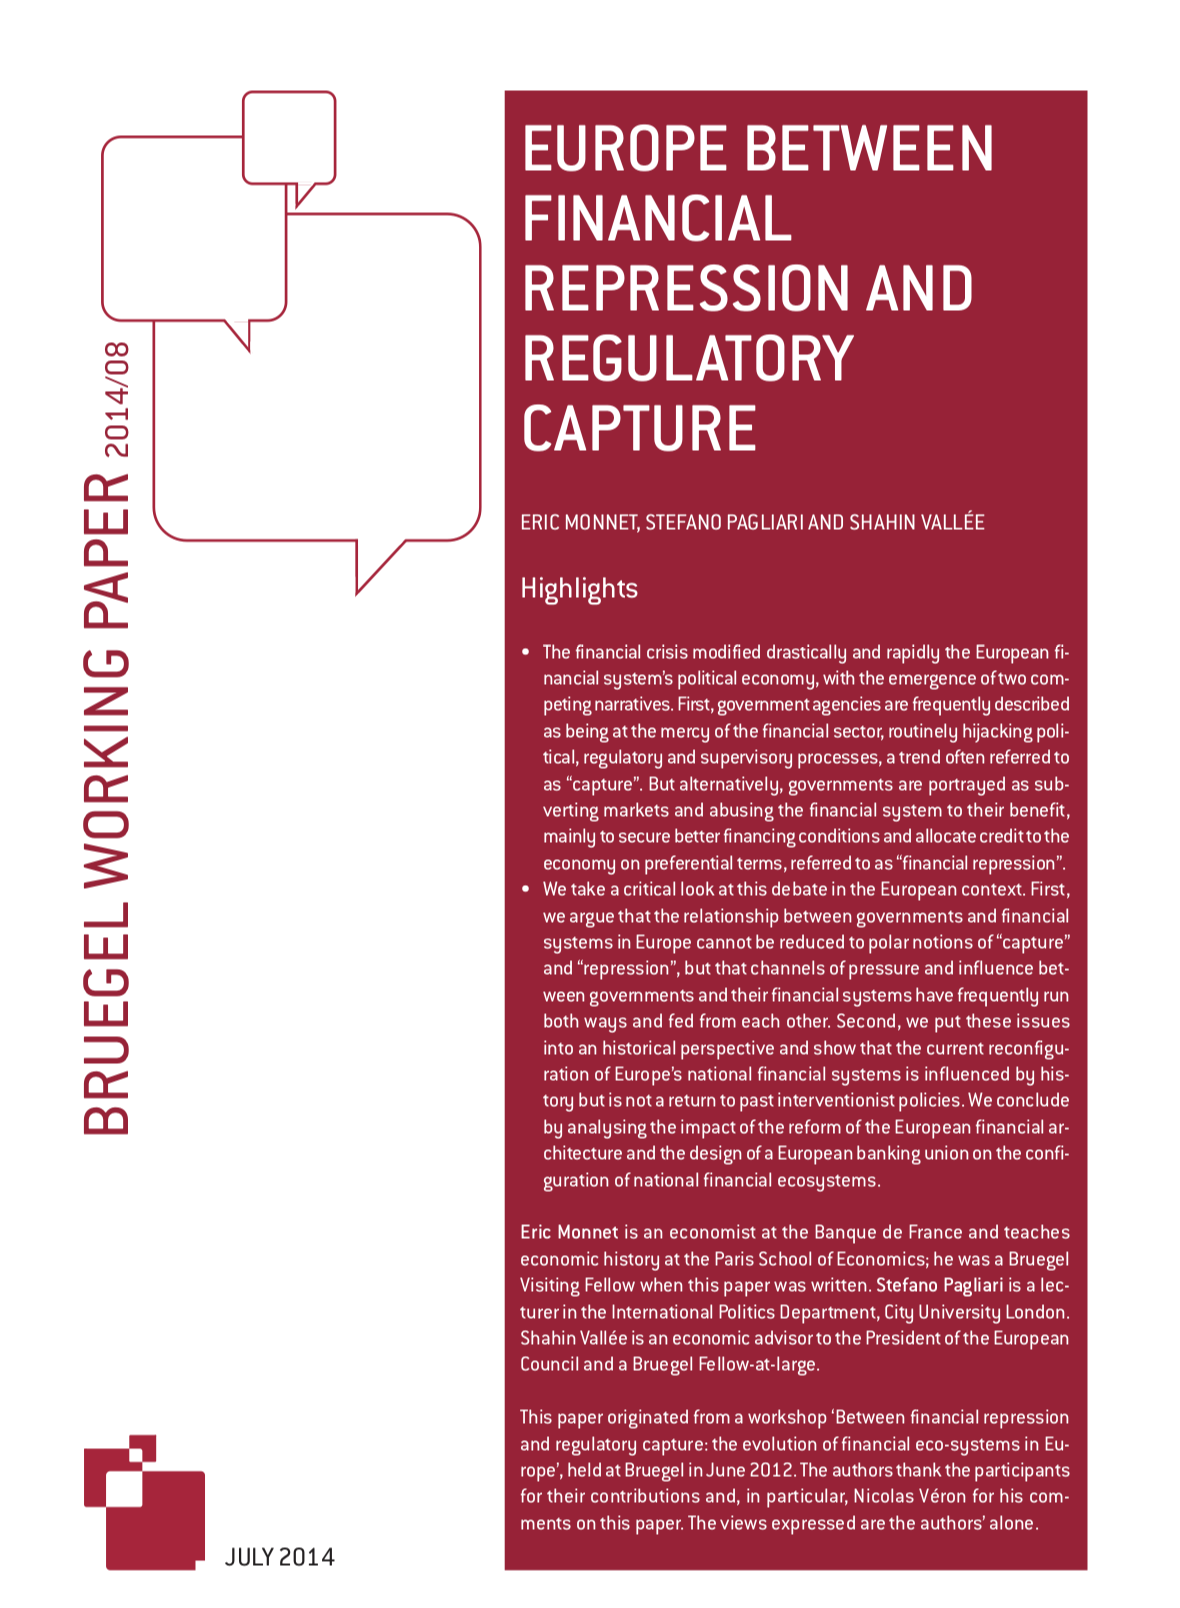 EUROPE BETWEEN
FINANCIAL
REPRESSION AND
REGULATORY
CAPTURE
ERIC MONNET, STEFANO PAGLIARI AND SHAHIN VALLÉE
Highlights
• The financial crisis modified drastically and rapidly the European fi-
nancial system’s political economy, with the emergence of two com-
peting narratives. First, government agencies are frequently described
as being at the mercy of the financial sector, routinely hijacking poli-
tical, regulatory and supervisory processes, a trend often referred to
as “capture”. But alternatively, governments are portrayed as sub-
verting markets and abusing the financial system to their benefit,
mainly to secure better financing conditions and allocate credit to the
economy on preferential terms, referred to as “financial repression”.
• We take a critical look at this debate in the European context. First,
we argue that the relationship between governments and financial
systems in Europe cannot be reduced to polar notions of “capture”
and “repression”, but that channels of pressure and influence bet-
ween governments and their financial systems have frequently run
both ways and fed from each other. Second, we put these issues
into an historical perspective and show that the current reconfigu-
ration of Europe’s national financial systems is influenced by his-
tory but is not a return to past interventionist policies. We conclude
by analysing the impact of the reform of the European financial ar-
chitecture and the design of a European banking union on the confi-
guration of national financial ecosystems.
Eric Monnet is an economist at the Banque de France and teaches
economic history at the Paris School of Economics; he was a Bruegel
Visiting Fellow when this paper was written. Stefano Pagliari is a lec-
turer in the International Politics Department, City University London.
Shahin Vallée is an economic advisor to the President of the European
Council and a Bruegel Fellow-at-large.
This paper originated from a workshop ‘Between financial repression
and regulatory capture: the evolution of financial eco-systems in Eu-
rope’, held at Bruegel in June 2012. The authors thank the participants
for their contributions and, in particular, Nicolas Véron for his com-
ments on this paper. The views expressed are the authors’ alone.
BRUEGEL WORKING PAPER 2014/08
JULY 2014